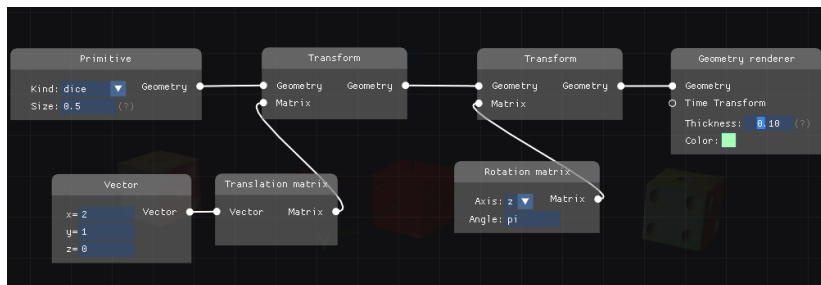 Primitive
Kind: dice
Geometry
Size: 0.5 (?)
Transform
Geometry Geometry
Matrix
Transform
Geometry Geometry
Matrix
Geometry renderer
Geometry
Time Transform
Thickness: 0.10 (?)
Color:
Vector
x= 2 Vector
y= 1
z= 0
Translation matrix
Vector Matrix
Rotation matrix
Axis: z Matrix
Angle: pi